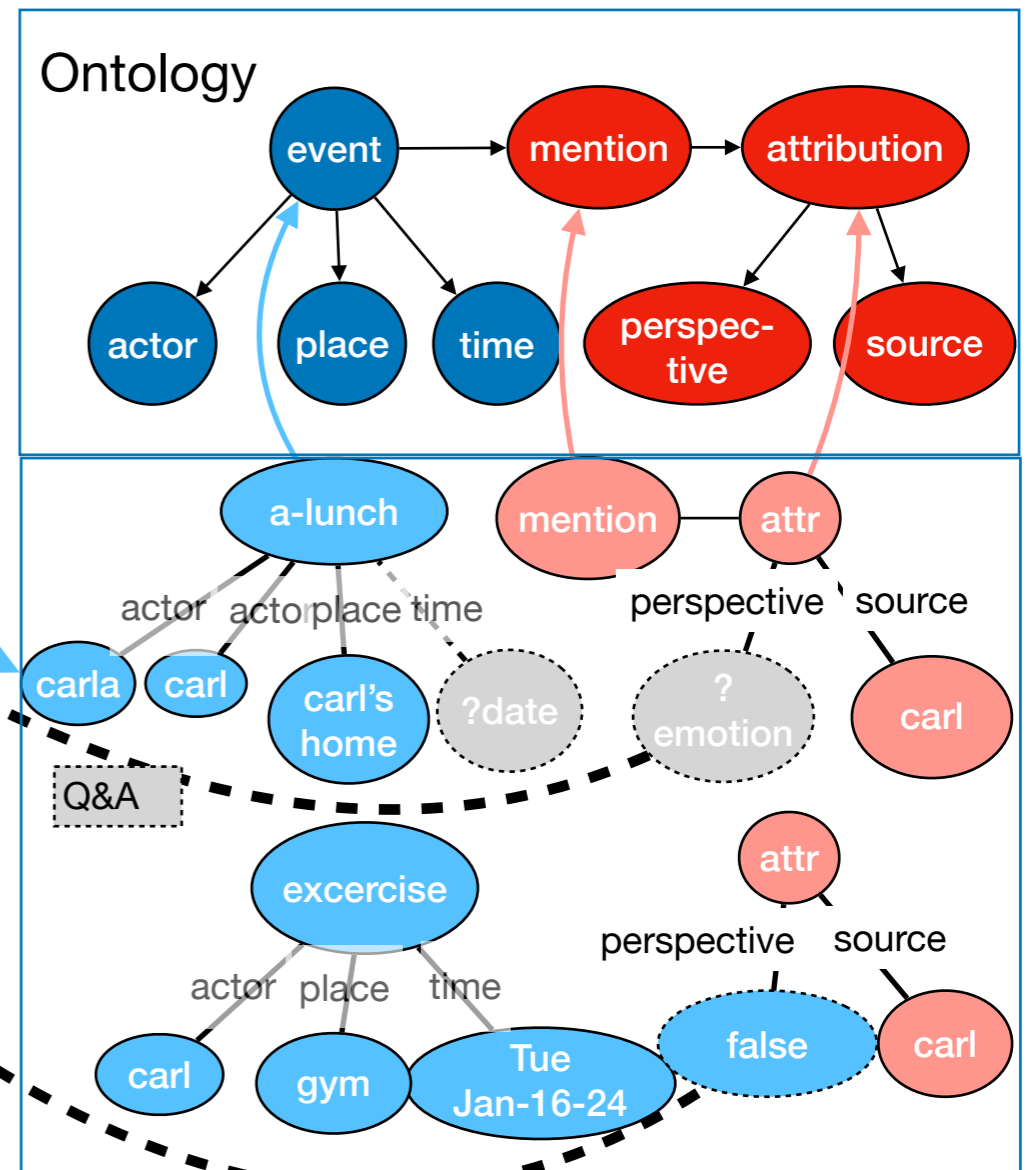 Ontology
event
mention
attribution
actor
place
time
perspec-
tive
source
a-lunch
mention
attr
actor
actor
place
time
perspective
source
carla
carl
carl's
home
?date
?
emotion
carl
Q&A
attr
excercise
perspective
source
actor
place
time
carl
gym
Tue
Jan-16-24
false
carl